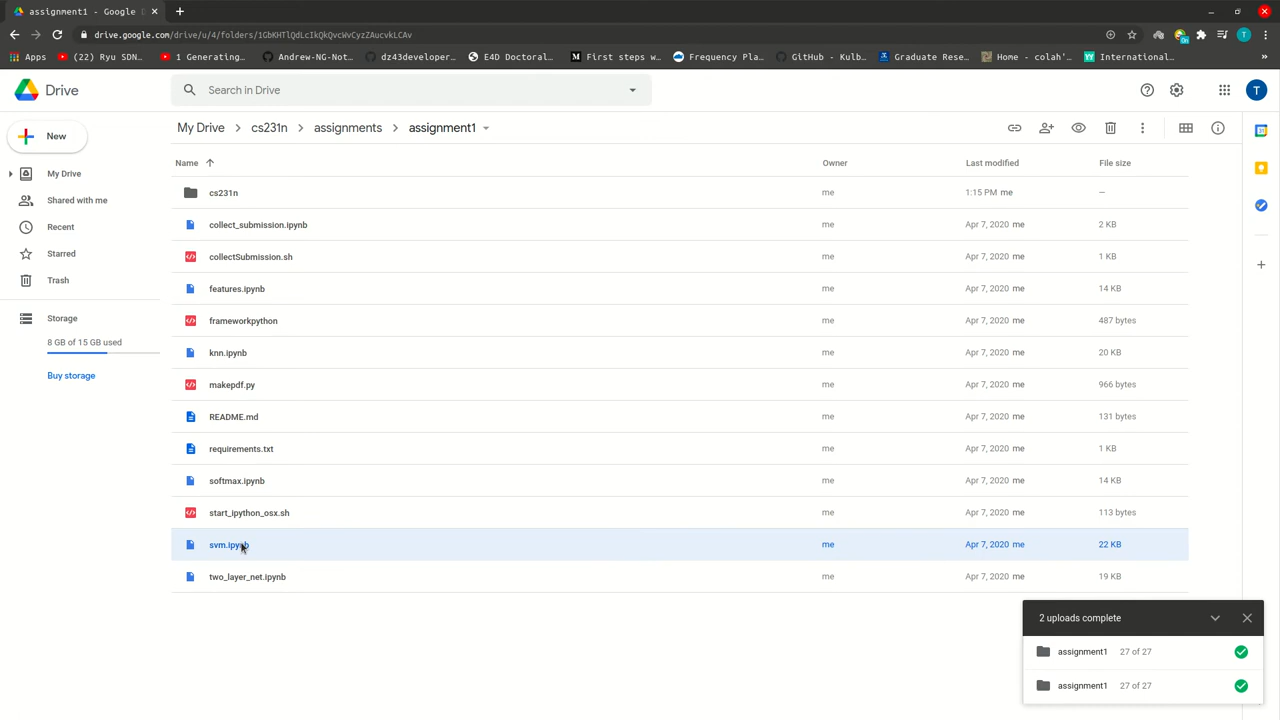 assignment1 - Google D
drive.google.com/drive/u/4/folders/1GbKHTlQdLcIkQkQvcWvCyzZAucvkLCAv
Apps (22) Ryu SDN... 1 Generating... Andrew-NG-Not... dz43developer... E4D Doctoral... First steps w... Frequency Pla... GitHub - Kulb... Graduate Rese... Home - colah'... International... »
Drive Search in Drive T
New
My Drive > cs231n > assignments > assignment1
Name Owner Last modified File size
My Drive
Shared with me
Recent
Starred
Trash
Storage
8 GB of 15 GB used
Buy storage
cs231n me 1:15 PM me –
collect_submission.ipynb me Apr 7, 2020 me 2 KB
collectSubmission.sh me Apr 7, 2020 me 1 KB
features.ipynb me Apr 7, 2020 me 14 KB
frameworkpython me Apr 7, 2020 me 487 bytes
knn.ipynb me Apr 7, 2020 me 20 KB
makepdf.py me Apr 7, 2020 me 966 bytes
README.md me Apr 7, 2020 me 131 bytes
requirements.txt me Apr 7, 2020 me 1 KB
softmax.ipynb me Apr 7, 2020 me 14 KB
start_ipython_osx.sh me Apr 7, 2020 me 113 bytes
svm.ipynb me Apr 7, 2020 me 22 KB
two_layer_net.ipynb me Apr 7, 2020 me 19 KB
2 uploads complete
assignment1 27 of 27
assignment1 27 of 27